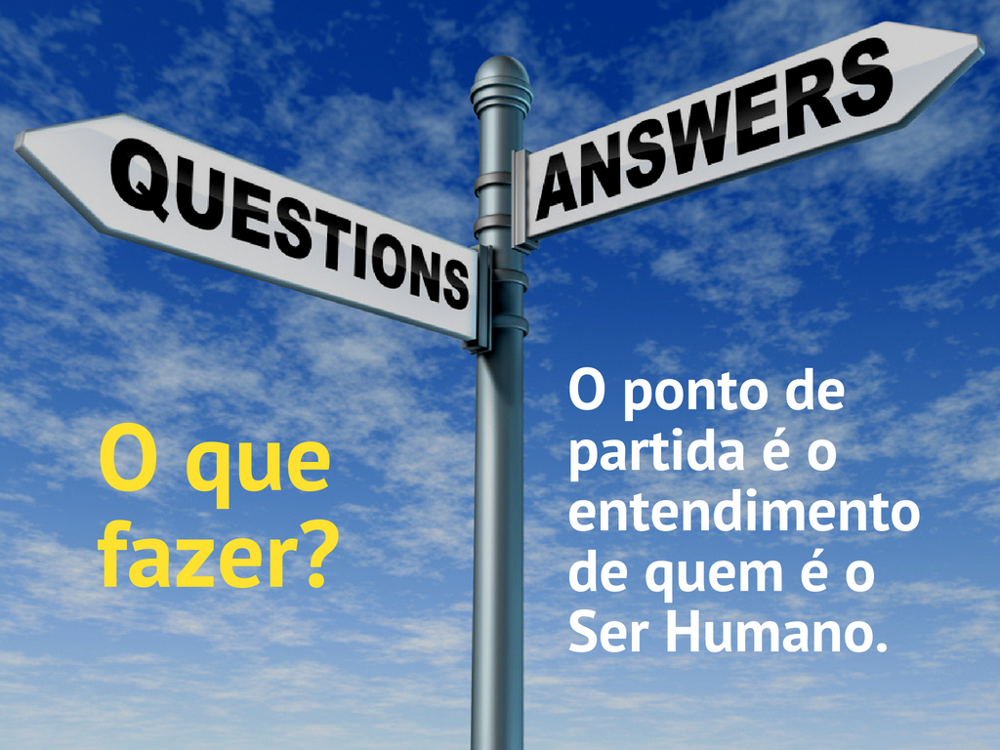 QUESTIONS
ANSWERS
O que
fazer?
O ponto de
partida é o
entendimento
de quem é o
Ser Humano.